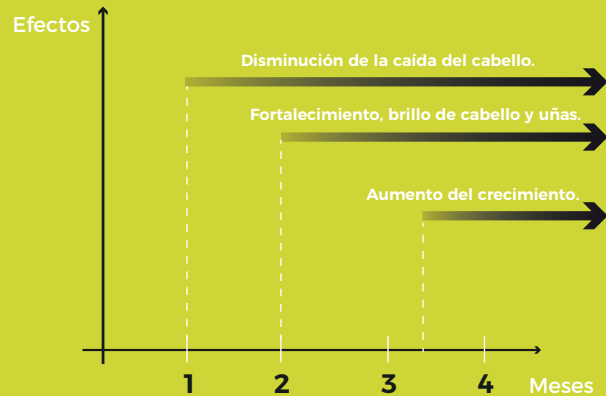 Efectos
Disminución de la caída del cabello.
Fortalecimiento, brillo de cabello y uñas.
Aumento del crecimiento.
1 2 3 4 Meses